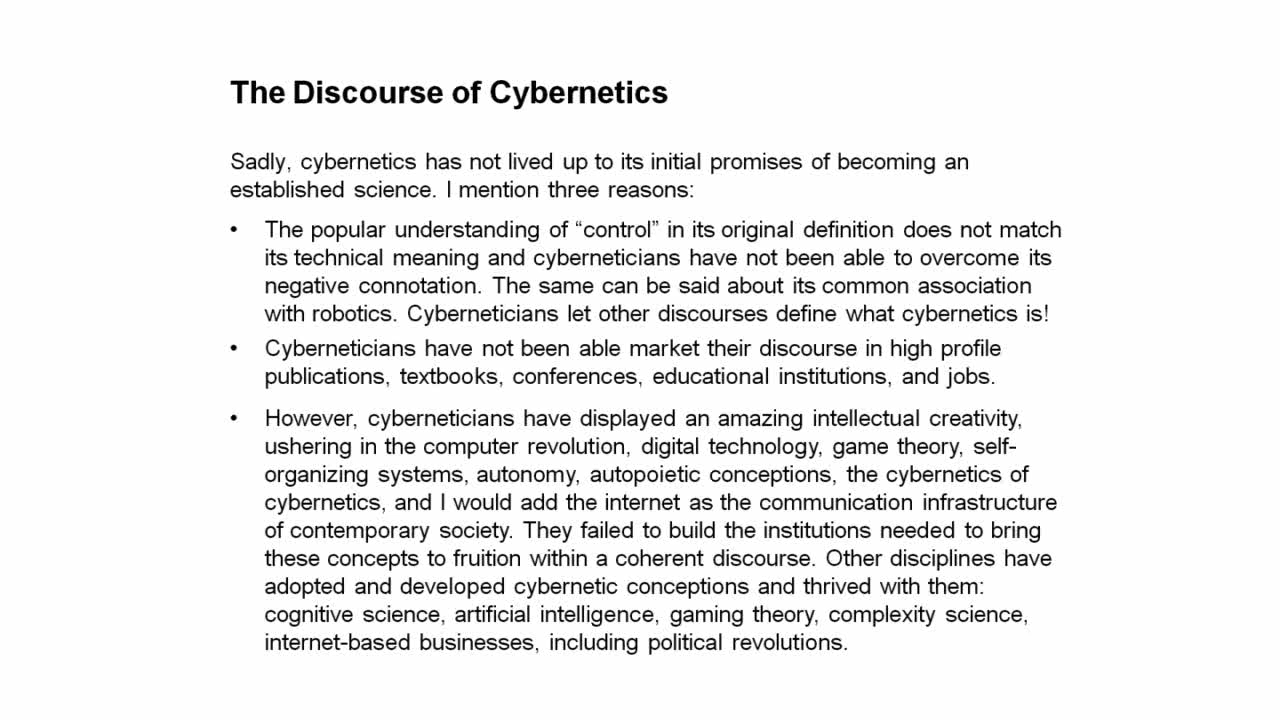 The Discourse of Cybernetics
Sadly, cybernetics has not lived up to its initial promises of becoming an
established science. I mention three reasons:
• The popular understanding of “control” in its original definition does not match
its technical meaning and cyberneticians have not been able to overcome its
negative connotation. The same can be said about its common association
with robotics. Cyberneticians let other discourses define what cybernetics is!
• Cyberneticians have not been able market their discourse in high profile
publications, textbooks, conferences, educational institutions, and jobs.
• However, cyberneticians have displayed an amazing intellectual creativity,
ushering in the computer revolution, digital technology, game theory, self-
organizing systems, autonomy, autopoietic conceptions, the cybernetics of
cybernetics, and I would add the internet as the communication infrastructure
of contemporary society. They failed to build the institutions needed to bring
these concepts to fruition within a coherent discourse. Other disciplines have
adopted and developed cybernetic conceptions and thrived with them:
cognitive science, artificial intelligence, gaming theory, complexity science,
internet-based businesses, including political revolutions.